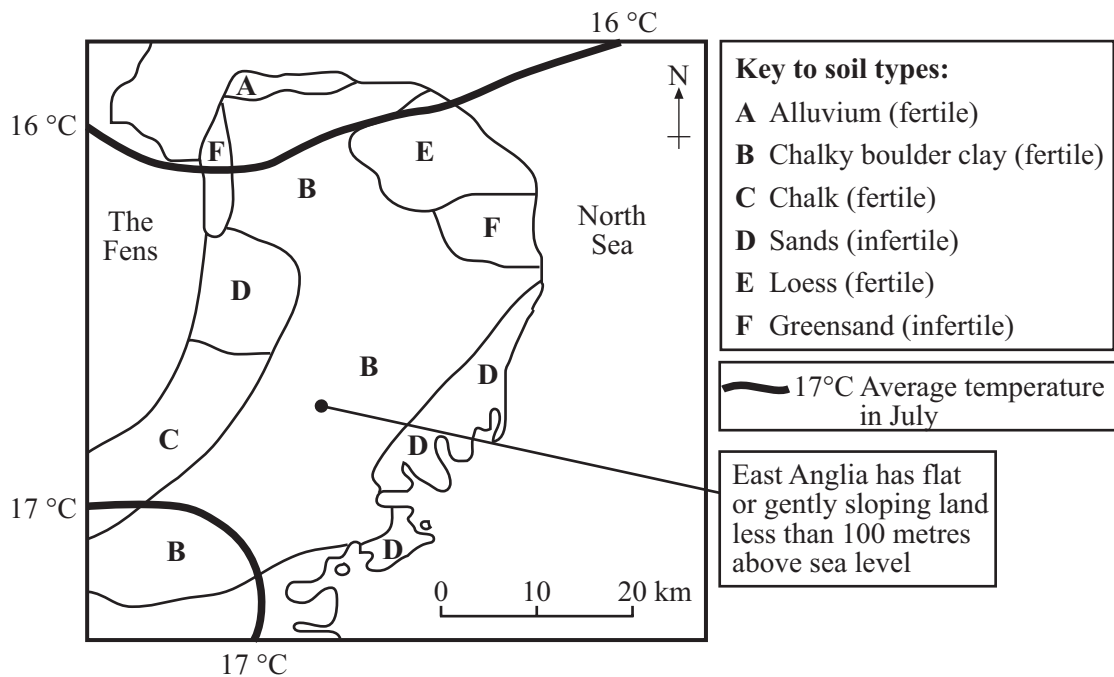 16 °C
N
16 °C
A
F
E
B
The
Fens
North
Sea
F
D
B
D
C
D
17 °C
B
D
0 10 20 km
17 °C
Key to soil types:
A Alluvium (fertile)
B Chalky boulder clay (fertile)
C Chalk (fertile)
D Sands (infertile)
E Loess (fertile)
F Greensand (infertile)
17°C Average temperature
in July
East Anglia has flat
or gently sloping land
less than 100 metres
above sea level